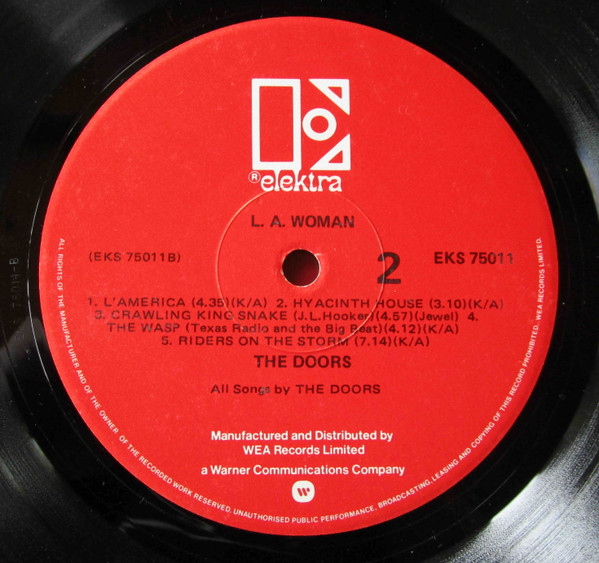 ® elektra
L. A. WOMAN
(EKS 75011B)
2
EKS 75011
1. L'AMERICA (4.35)(K/A) 2. HYACINTH HOUSE (3.10)(K/A)
3. CRAWLING KING SNAKE (J.L.Hooker)(4.57)(Jewel) 4.
THE WASP (Texas Radio and the Big Beat)(4.12)(K/A)
5. RIDERS ON THE STORM (7.14)(K/A)
THE DOORS
All Songs by THE DOORS
Manufactured and Distributed by
WEA Records Limited
a Warner Communications Company
ALL RIGHTS OF THE MANUFACTURER AND OF THE OWNER OF THE RECORDED WORK RESERVED. UNAUTHORISED PUBLIC PERFORMANCE, BROADCASTING, LEASING AND COPYING OF THIS RECORD PROHIBITED. WEA RECORDS LIMITED.